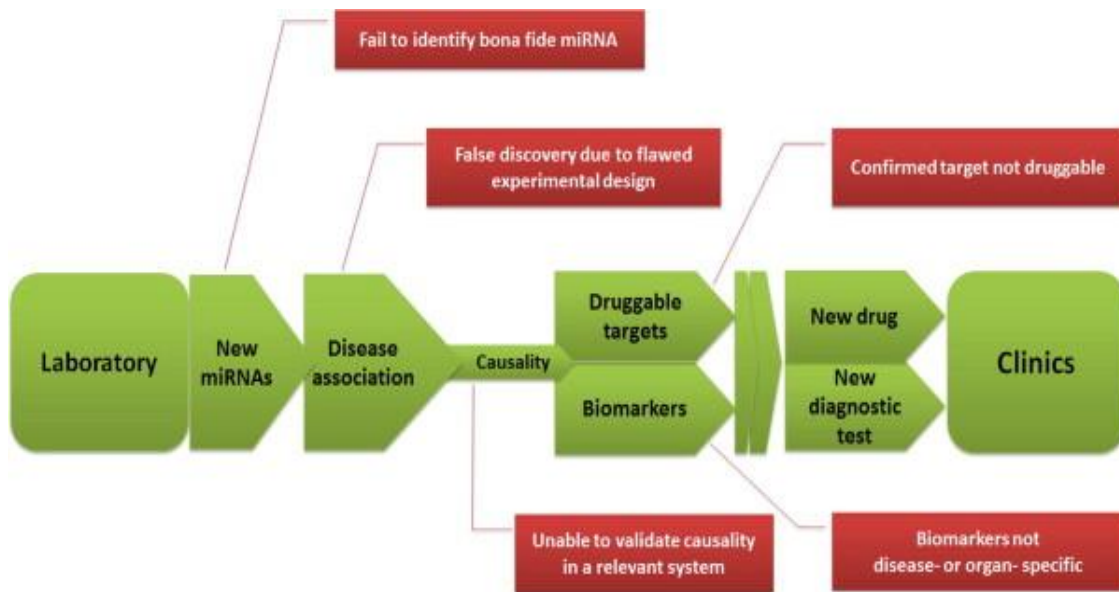 Fail to identify bona fide miRNA
False discovery due to flawed
experimental design
Confirmed target not druggable
Laboratory
New
miRNAs
Disease
association
Causality
Druggable
targets
Biomarkers
New drug
New
diagnostic
test
Clinics
Unable to validate causality
in a relevant system
Biomarkers not
disease- or organ- specific